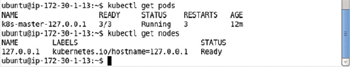 ubuntu@ip-172-30-1-13:~$ kubectl get pods
NAME READY STATUS RESTARTS AGE
k8s-master-127.0.0.1 3/3 Running 3 12m
ubuntu@ip-172-30-1-13:~$ kubectl get nodes
NAME LABELS STATUS
127.0.0.1 kubernetes.io/hostname=127.0.0.1 Ready
ubuntu@ip-172-30-1-13:~$